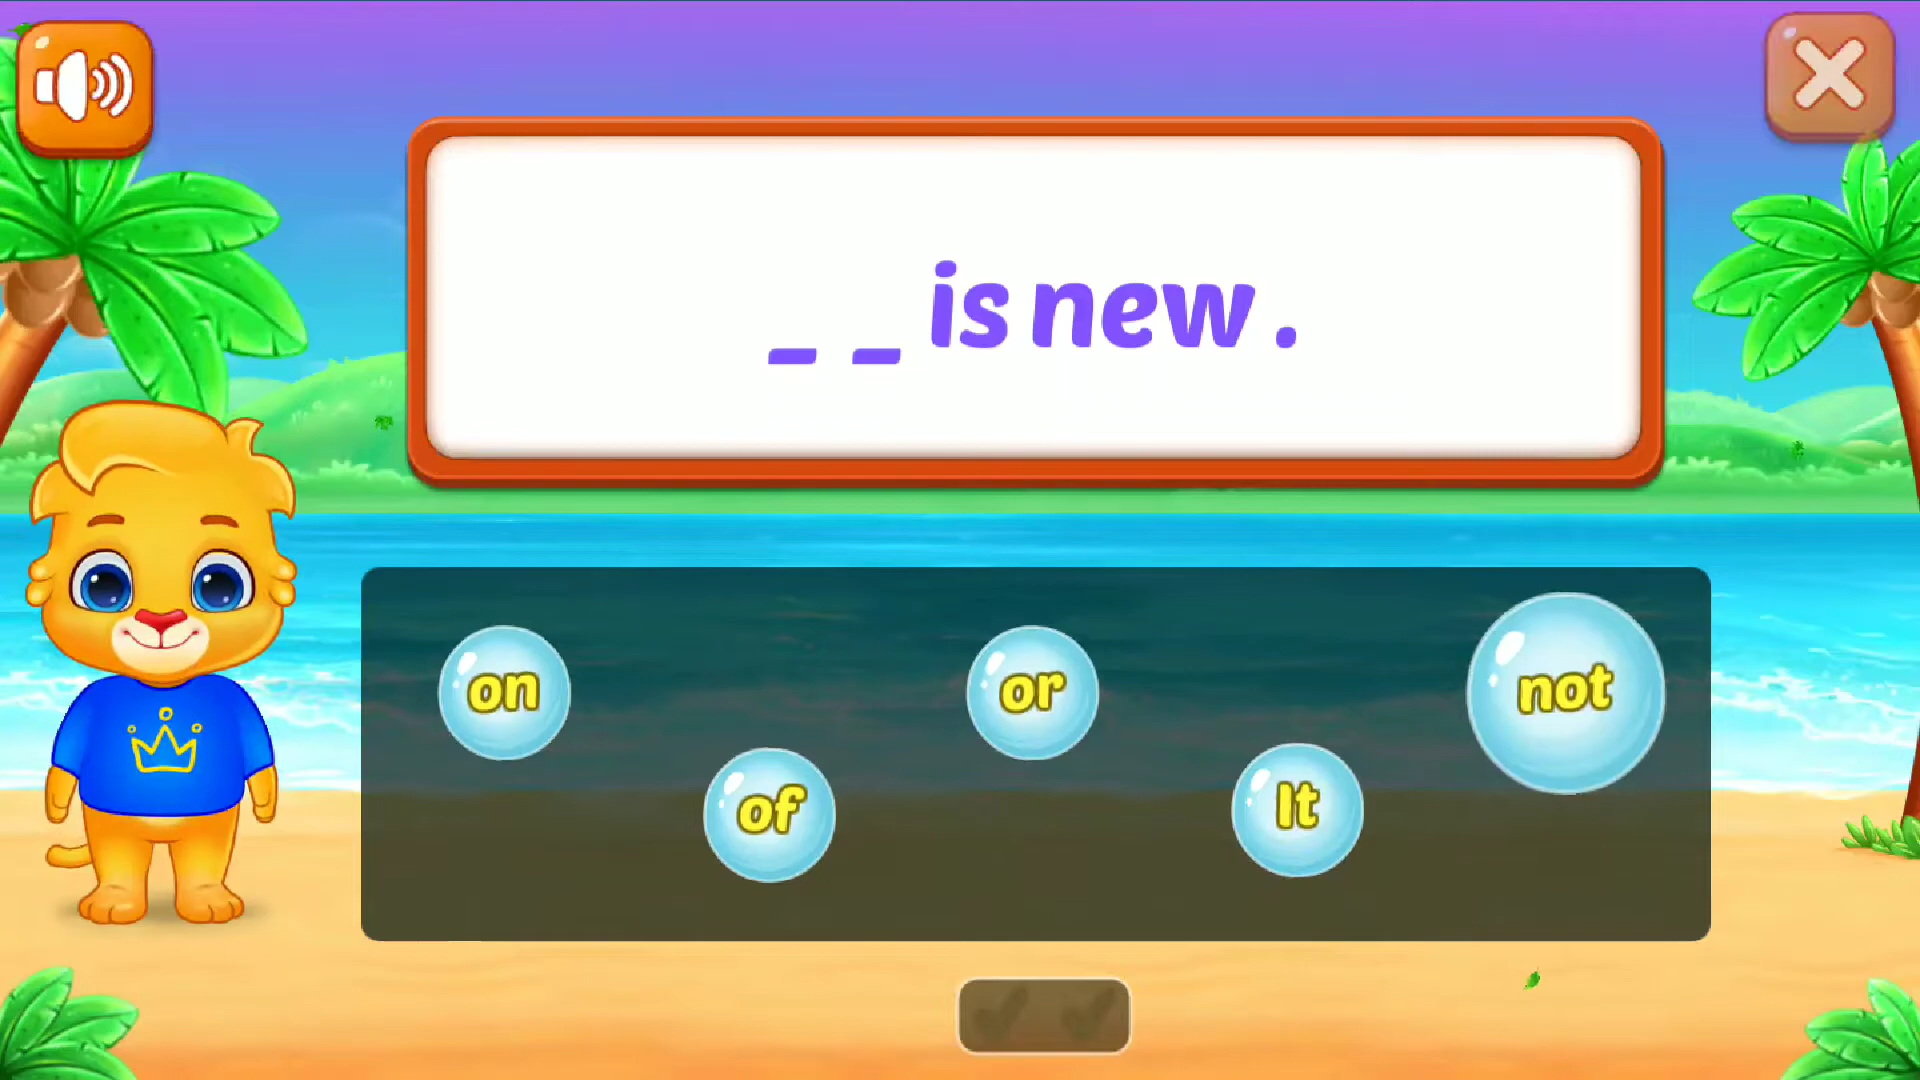 _ _ is new .
on
or
not
of
It